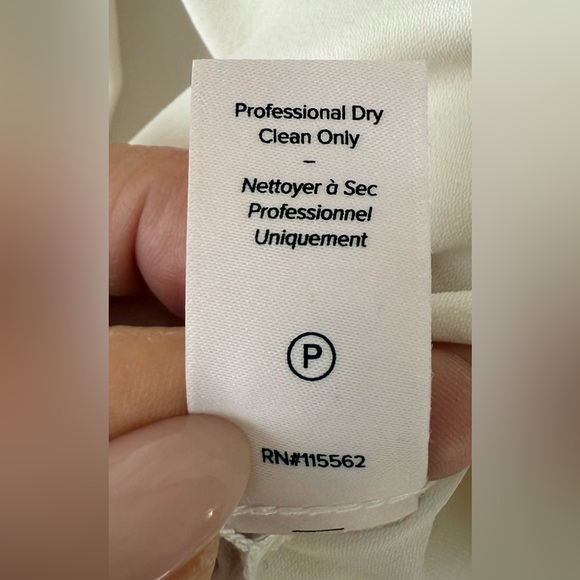 Professional Dry
Clean Only
–
Nettoyer à Sec
Professionnel
Uniquement
P
RN#115562